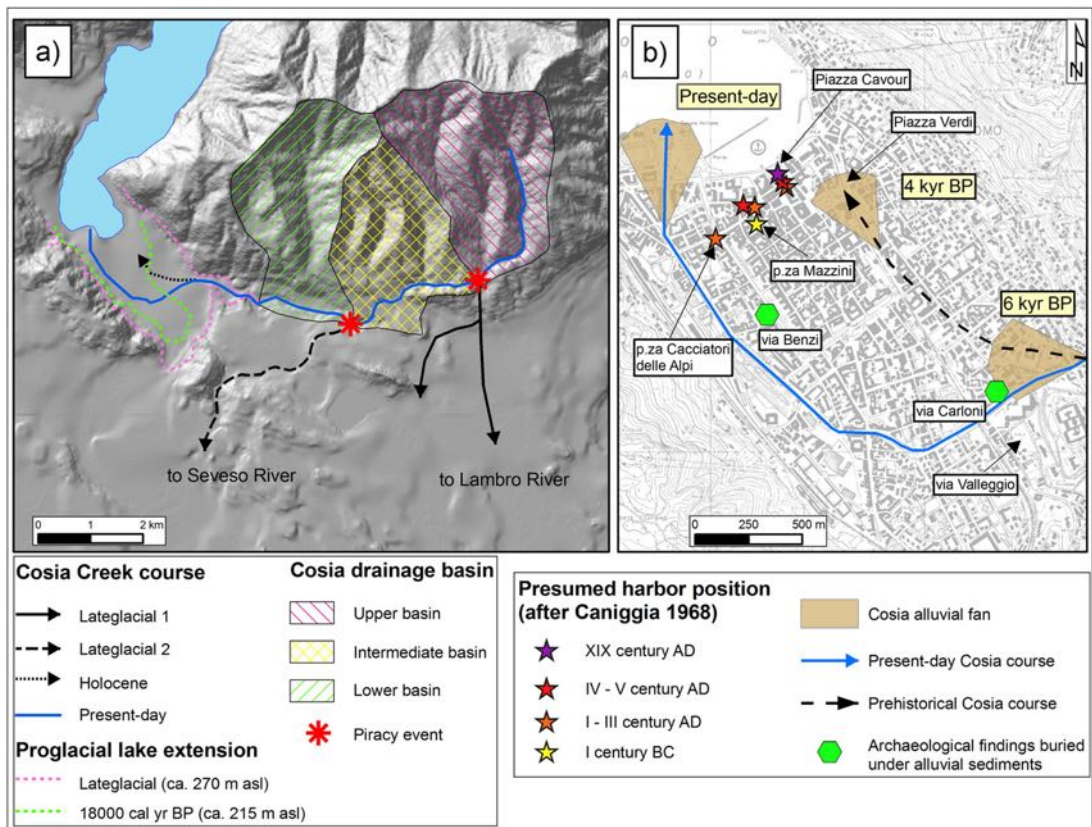 a)
to Seveso River
to Lambro River
0 1 2 km
b)
N
Present-day
Piazza Cavour
Piazza Verdi
COMO
4 kyr BP
p.za Mazzini
6 kyr BP
via Benzi
p.za Cacciatori
delle Alpi
via Carloni
via Valleggio
0 250 500 m
Cosia Creek course
Lateglacial 1
Lateglacial 2
Holocene
Present-day
Proglacial lake extension
Lateglacial (ca. 270 m asl)
18000 cal yr BP (ca. 215 m asl)
Cosia drainage basin
Upper basin
Intermediate basin
Lower basin
Piracy event
Presumed harbor position
(after Caniggia 1968)
XIX century AD
IV - V century AD
I - III century AD
I century BC
Cosia alluvial fan
Present-day Cosia course
Prehistorical Cosia course
Archaeological findings buried
under alluvial sediments